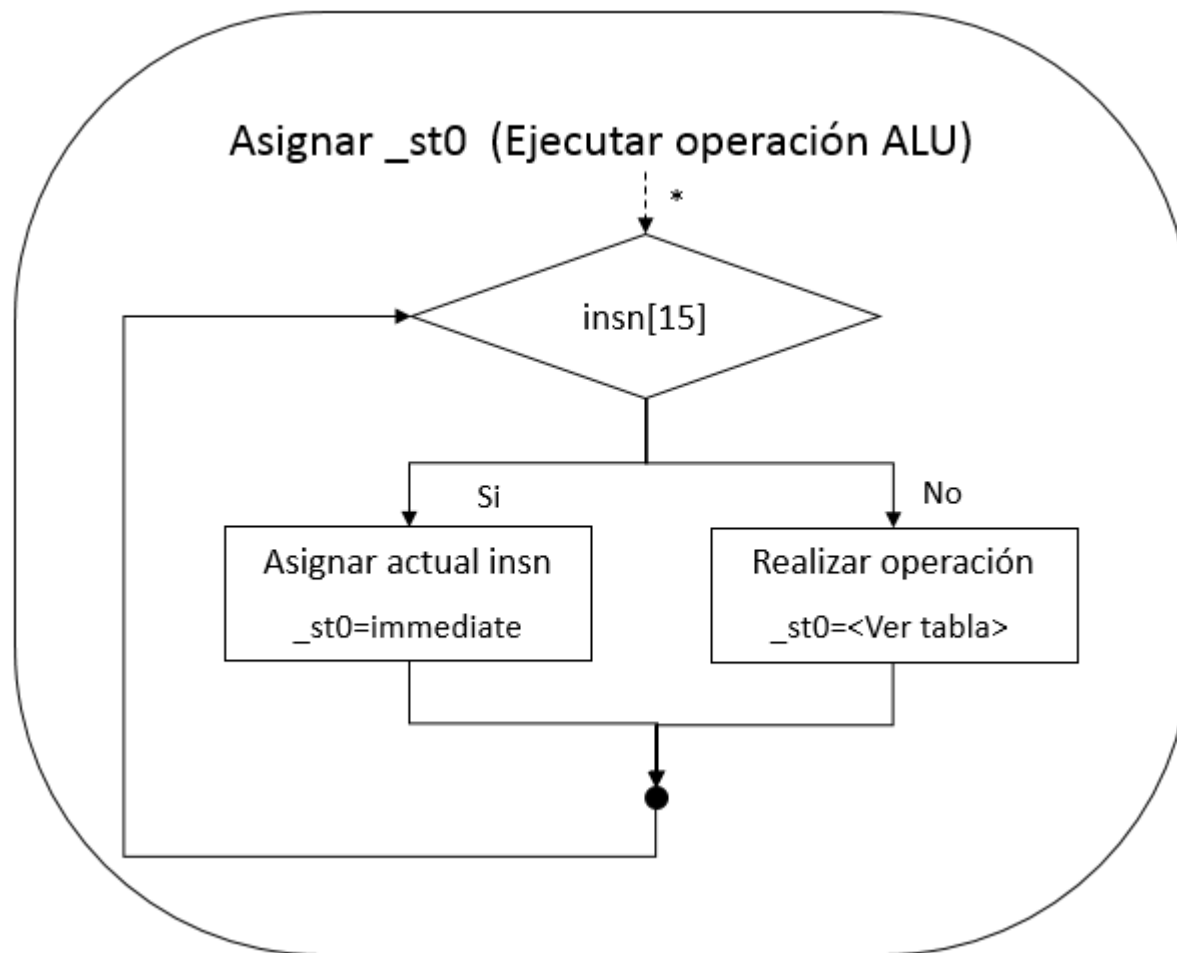 Asignar _st0 (Ejecutar operación ALU)
*
insn[15]
Si
No
Asignar actual insn
_st0=immediate
Realizar operación
_st0=<Ver tabla>